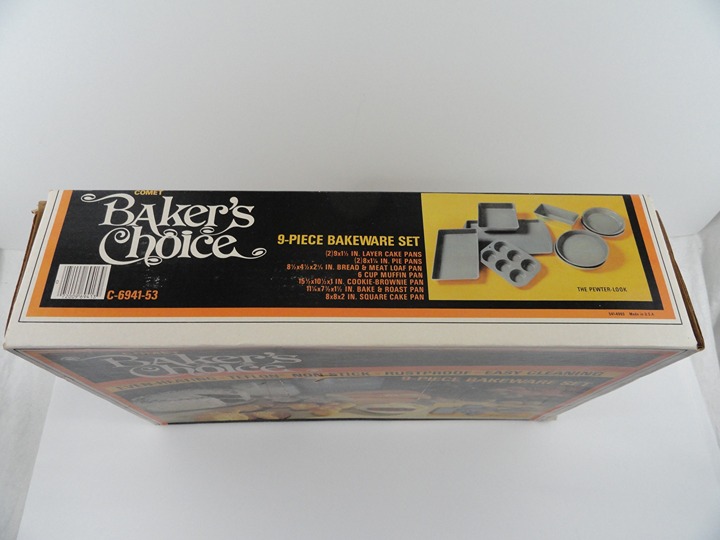 COMET
BAKER'S
Choice
C-6941-53
9-PIECE BAKEWARE SET
(2)9x1½ IN. LAYER CAKE PANS
(2)8x1¼ IN. PIE PANS
8½x4½x2½ IN. BREAD & MEAT LOAF PAN
6 CUP MUFFIN PAN
15½x10½x1 IN. COOKIE-BROWNIE PAN
11¼x7½x1½ IN. BAKE & ROAST PAN
8x8x2 IN. SQUARE CAKE PAN
THE PEWTER-LOOK
Made in U.S.A.
BAKER'S
Choice
NON-STICK RUSTPROOF EASY CLEANING
9-PIECE BAKEWARE SET